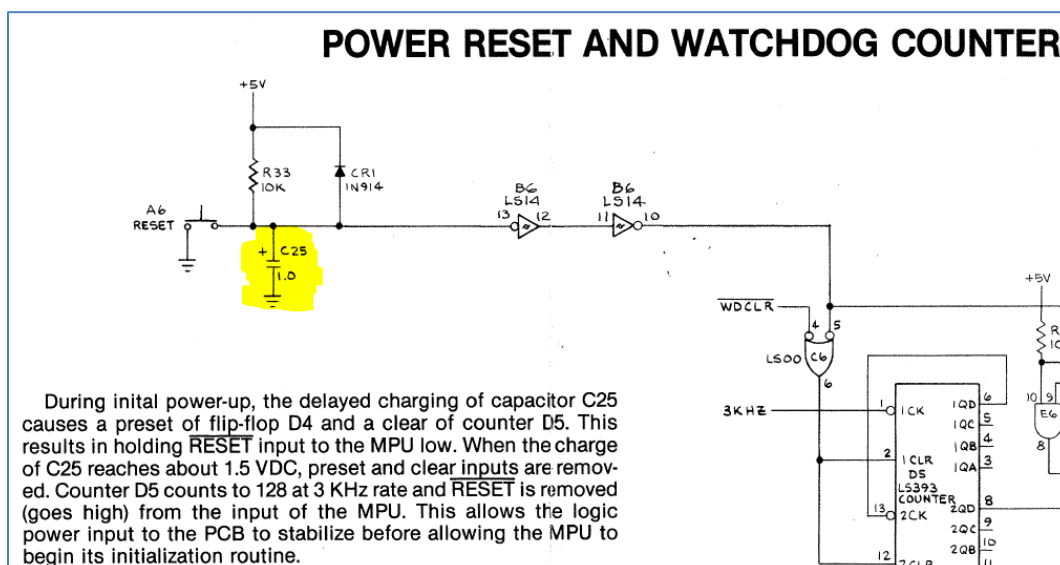 POWER RESET AND WATCHDOG COUNTER
+5V
R33
10K
CR1
1N914
A6
RESET
+ C25
1.0
B6
LS14
13 12
B6
LS14
11 10
WDCLR
4 5
LS00
C6
6
3KHZ
+5V
10 9
E6
8
1 1CK
2 1CLR
D5
LS393
COUNTER
13 2CK
12 2CLR
1QD 6
1QC 5
1QB 4
1QA 3
2QD 8
2QC 9
2QB 10
11
During inital power-up, the delayed charging of capacitor C25
causes a preset of flip-flop D4 and a clear of counter D5. This
results in holding RESET input to the MPU low. When the charge
of C25 reaches about 1.5 VDC, preset and clear inputs are remov-
ed. Counter D5 counts to 128 at 3 KHz rate and RESET is removed
(goes high) from the input of the MPU. This allows the logic
power input to the PCB to stabilize before allowing the MPU to
begin its initialization routine.